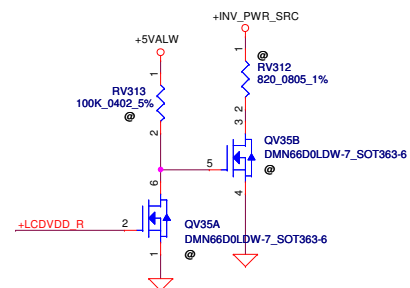 +INV_PWR_SRC
+5VALW
1
1
@
RV312
820_0805_1%
RV313
100K_0402_5%
@
2
2
3
QV35B
DMN66D0LDW-7_SOT363-6
@
5
6
4
+LCDVDD_R
2
QV35A
DMN66D0LDW-7_SOT363-6
@
1